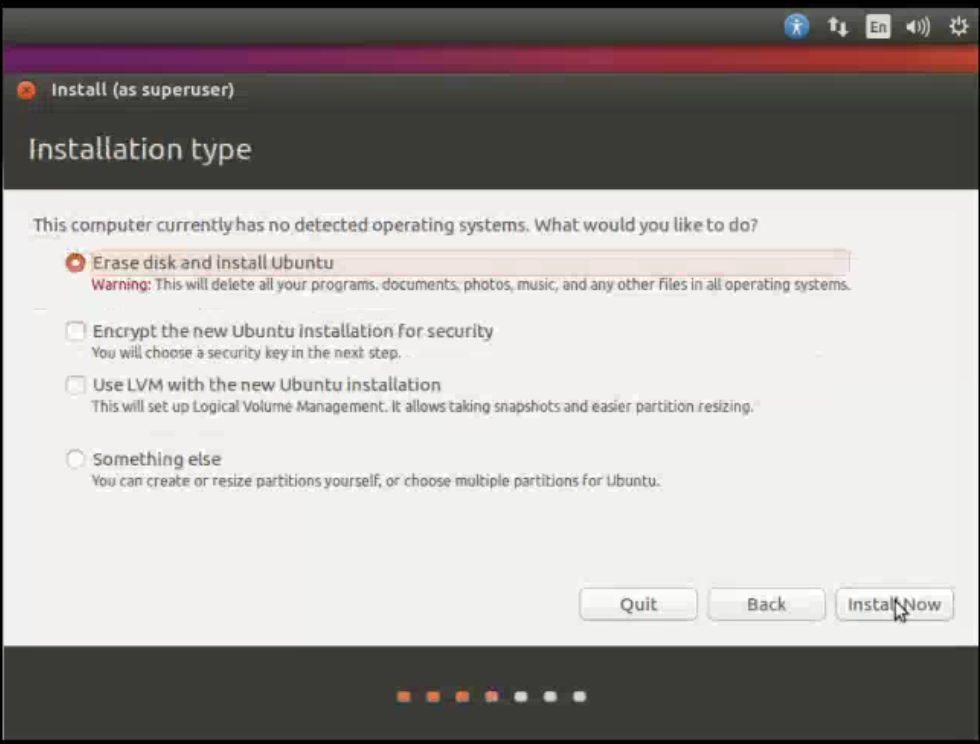 En
Install (as superuser)
Installation type
This computer currently has no detected operating systems. What would you like to do?
Erase disk and install Ubuntu
Warning: This will delete all your programs, documents, photos, music, and any other files in all operating systems.
Encrypt the new Ubuntu installation for security
You will choose a security key in the next step.
Use LVM with the new Ubuntu installation
This will set up Logical Volume Management. It allows taking snapshots and easier partition resizing.
Something else
You can create or resize partitions yourself, or choose multiple partitions for Ubuntu.
Quit
Back
Install Now